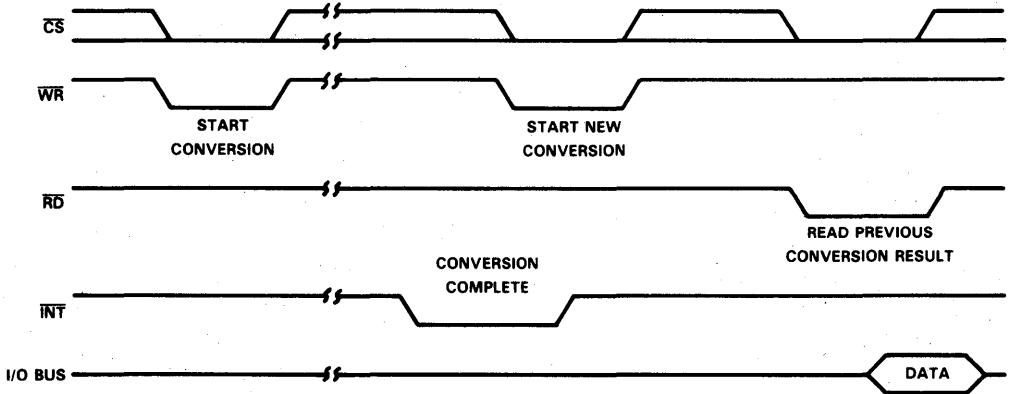 CS
WR
START
CONVERSION
START NEW
CONVERSION
RD
READ PREVIOUS
CONVERSION RESULT
CONVERSION
COMPLETE
INT
I/O BUS
DATA